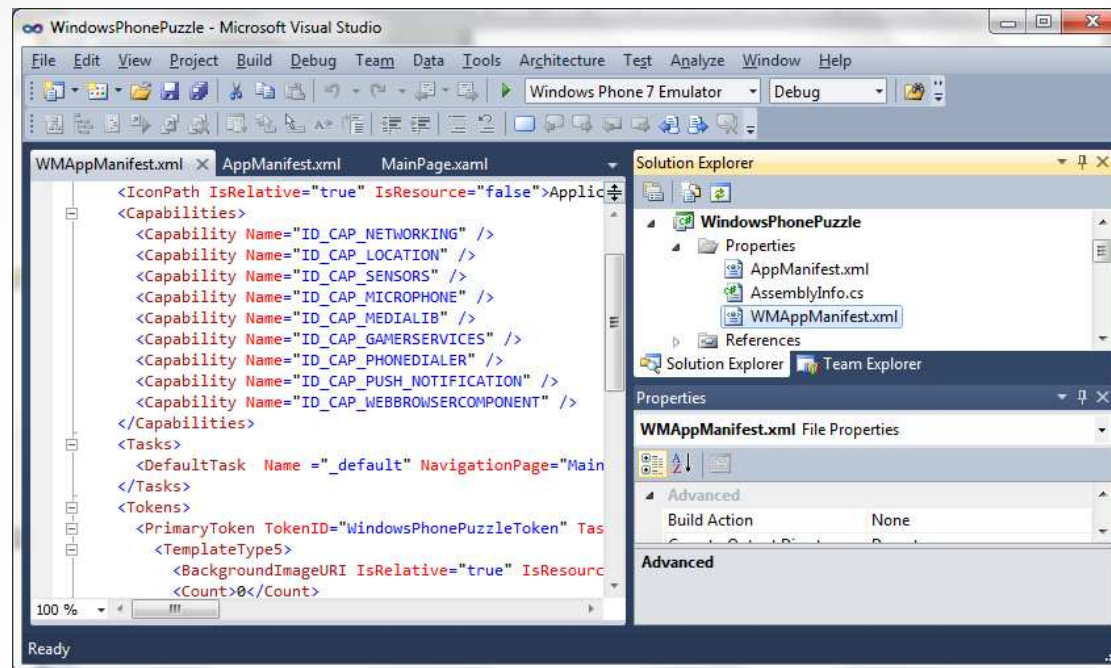 WindowsPhonePuzzle - Microsoft Visual Studio
File Edit View Project Build Debug Team Data Tools Architecture Test Analyze Window Help
Windows Phone 7 Emulator Debug
WMAppManifest.xml AppManifest.xml MainPage.xaml
<IconPath IsRelative="true" IsResource="false">Applic
<Capabilities>
<Capability Name="ID_CAP_NETWORKING" />
<Capability Name="ID_CAP_LOCATION" />
<Capability Name="ID_CAP_SENSORS" />
<Capability Name="ID_CAP_MICROPHONE" />
<Capability Name="ID_CAP_MEDIALIB" />
<Capability Name="ID_CAP_GAMERSERVICES" />
<Capability Name="ID_CAP_PHONEDIALER" />
<Capability Name="ID_CAP_PUSH_NOTIFICATION" />
<Capability Name="ID_CAP_WEBBROWSERCOMPONENT" />
</Capabilities>
<Tasks>
<DefaultTask  Name ="_default" NavigationPage="Main
</Tasks>
<Tokens>
<PrimaryToken TokenID="WindowsPhonePuzzleToken" Tas
<TemplateType5>
<BackgroundImageURI IsRelative="true" IsResourc
<Count>0</Count>
100 %
Solution Explorer
WindowsPhonePuzzle
Properties
AppManifest.xml
AssemblyInfo.cs
WMAppManifest.xml
References
Solution Explorer Team Explorer
Properties
WMAppManifest.xml File Properties
Advanced
Build Action None
Advanced
Ready